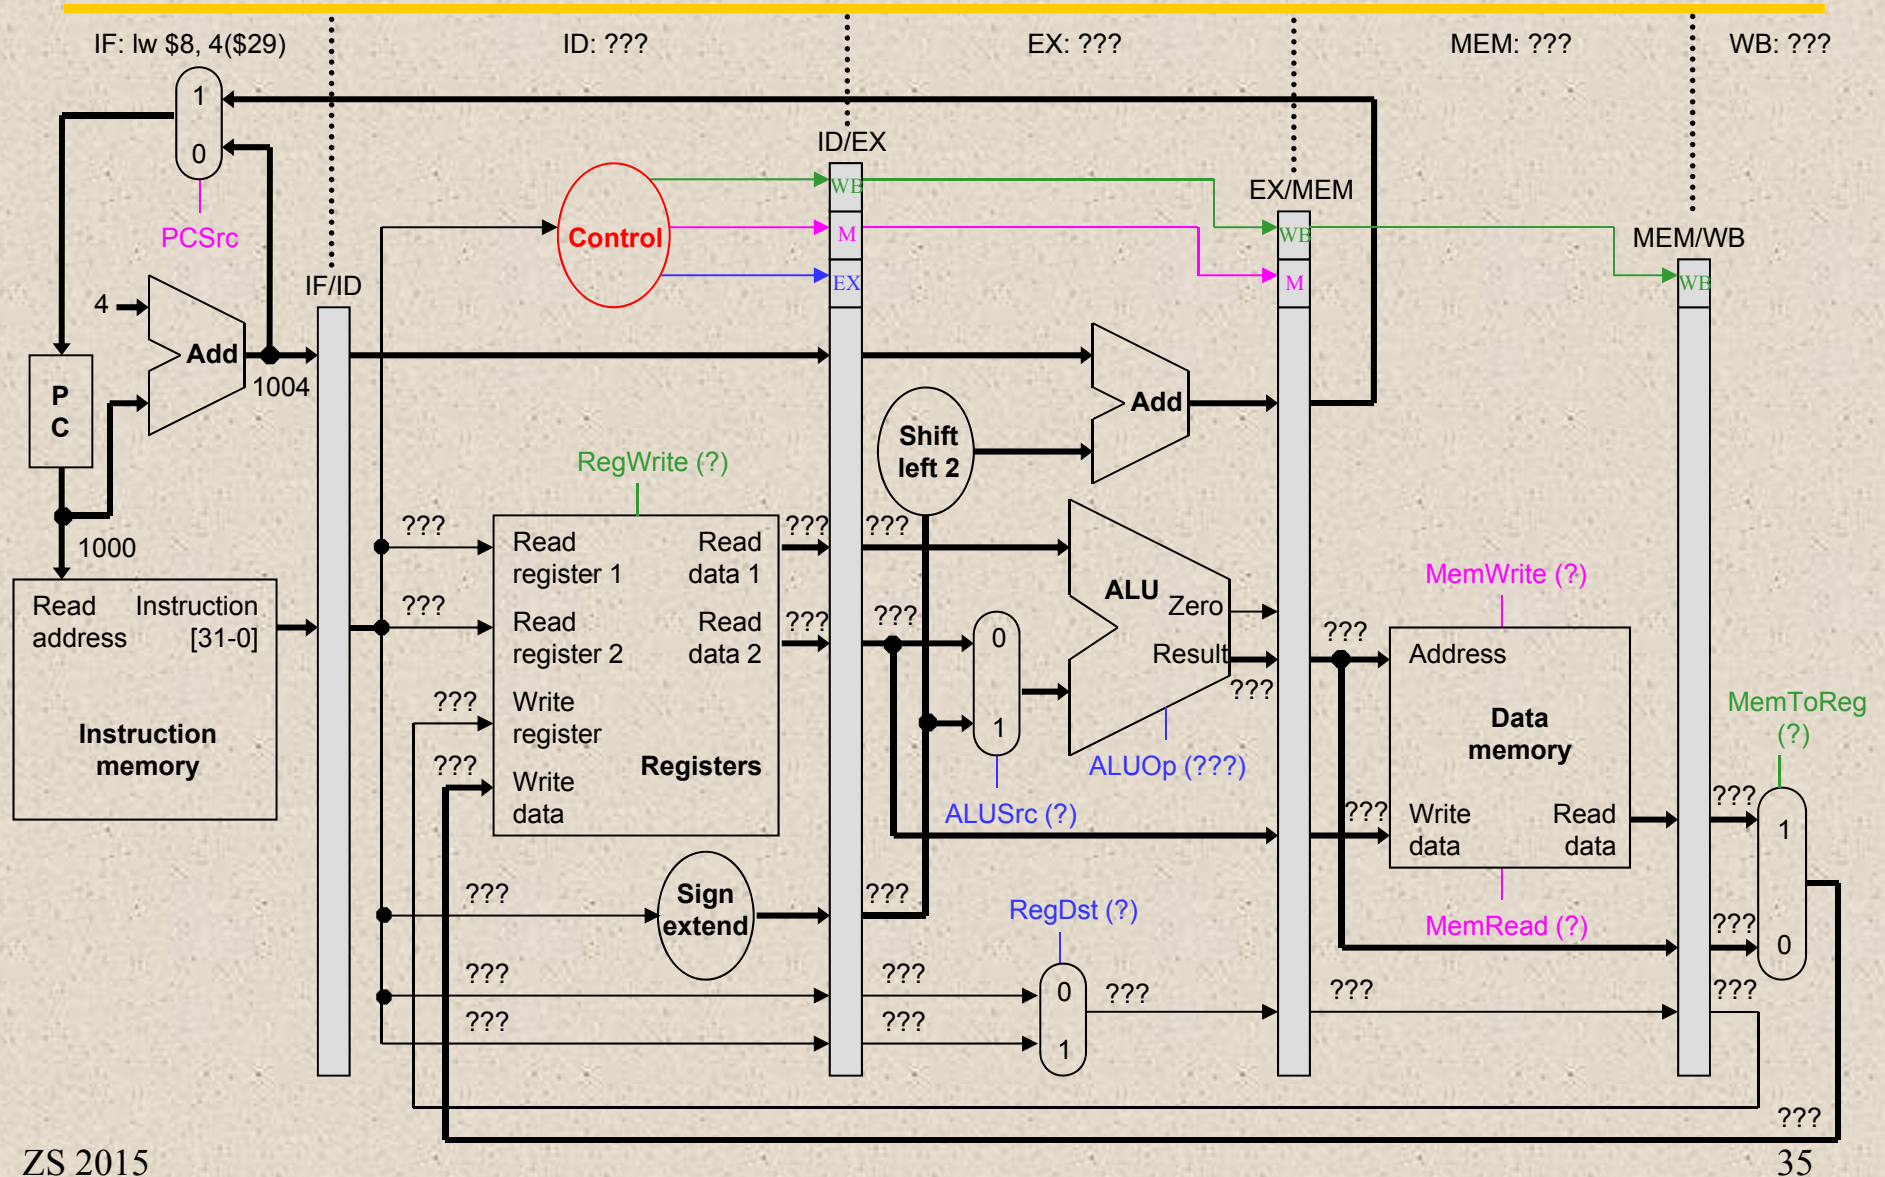 IF: lw $8, 4($29)
ID: ???
EX: ???
MEM: ???
WB: ???
1
0
PCSrc
4
Add
1004
P
C
1000
Read
address
Instruction
[31-0]
Instruction
memory
IF/ID
Control
ID/EX
WB
M
EX
EX/MEM
WB
M
MEM/WB
WB
RegWrite (?)
???
???
???
???
Read
register 1
Read
data 1
Read
register 2
Read
data 2
Write
register
Write
data
Registers
???
???
???
???
???
Sign
extend
???
???
Shift
left 2
Add
???
???
0
1
ALUSrc (?)
ALU
Zero
Result
???
ALUOp (???)
???
RegDst (?)
???
???
0
1
???
MemWrite (?)
???
Address
Data
memory
???
Write
data
Read
data
MemRead (?)
???
MemToReg
(?)
???
1
???
0
???
???
ZS 2015
35